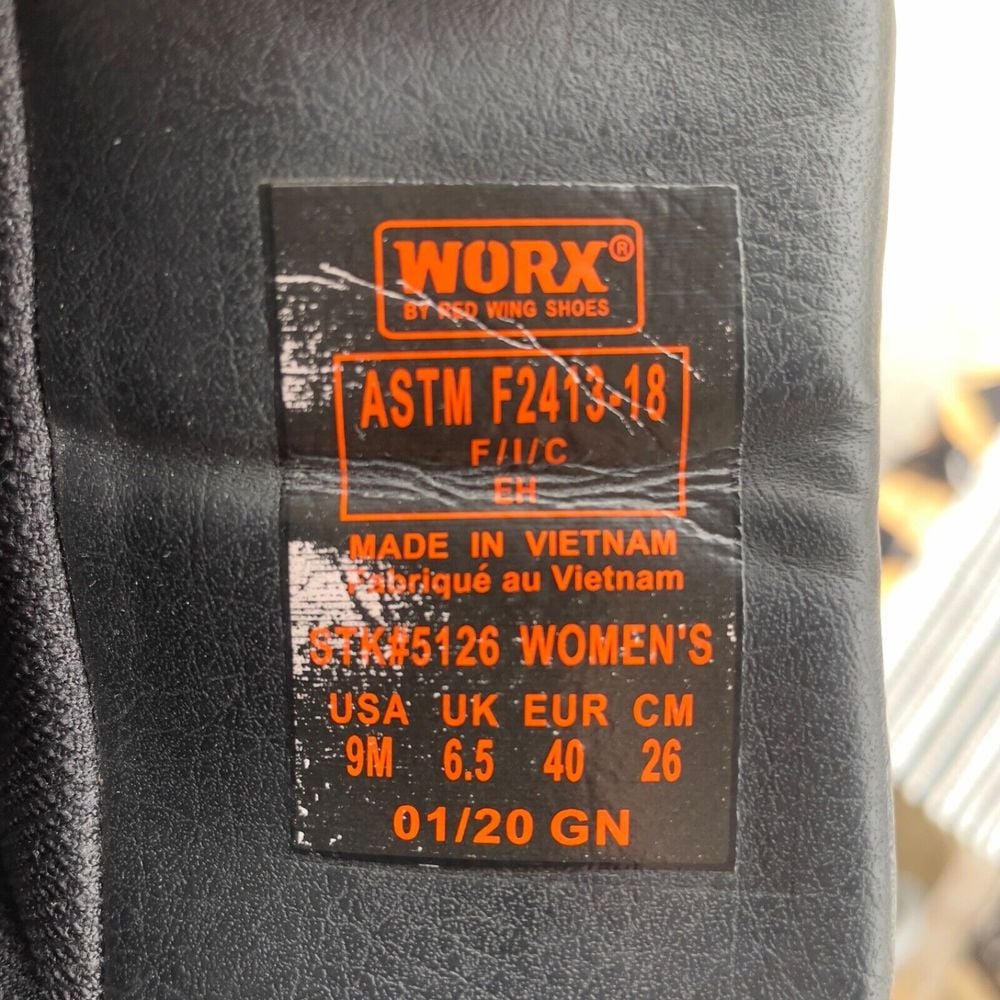 WORX®
BY RED WING SHOES
ASTM F2413-18
F/I/C
EH
MADE IN VIETNAM
Fabriqué au Vietnam
STK#5126 WOMEN'S
USA UK EUR CM
9M 6.5 40 26
01/20 GN